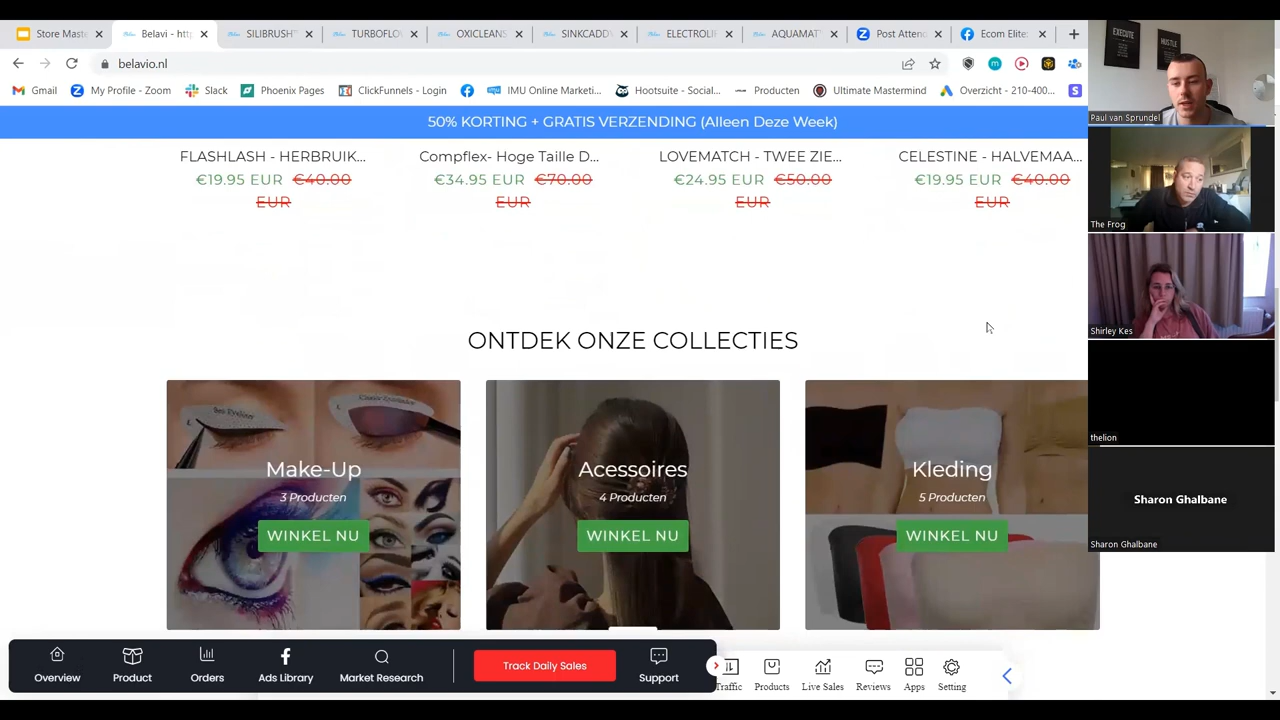 Store Maste
Belavi - htt
SILIBRUSH™
TURBOFLO
OXICLEANS
SINKCADDY
ELECTROLI
AQUAMAT
Post Attend
Ecom Elite:
belavio.nl
Gmail
My Profile - Zoom
Slack
Phoenix Pages
ClickFunnels - Login
IMU Online Marketi...
Hootsuite - Social...
Producten
Ultimate Mastermind
Overzicht - 210-400...
50% KORTING + GRATIS VERZENDING (Alleen Deze Week)
FLASHLASH - HERBRUIK...
€19.95 EUR €40.00
EUR
Compflex- Hoge Taille D...
€34.95 EUR €70.00
EUR
LOVEMATCH - TWEE ZIE...
€24.95 EUR €50.00
EUR
CELESTINE - HALVEMAA...
€19.95 EUR €40.00
EUR
ONTDEK ONZE COLLECTIES
Make-Up
3 Producten
WINKEL NU
Acessoires
4 Producten
WINKEL NU
Kleding
5 Producten
WINKEL NU
Overview
Product
Orders
Ads Library
Market Research
Track Daily Sales
Support
Traffic
Products
Live Sales
Reviews
Apps
Setting
EXECUTE
HUSTLE
Paul van Sprundel
The Frog
Shirley Kes
thelion
Sharon Ghalbane
Sharon Ghalbane